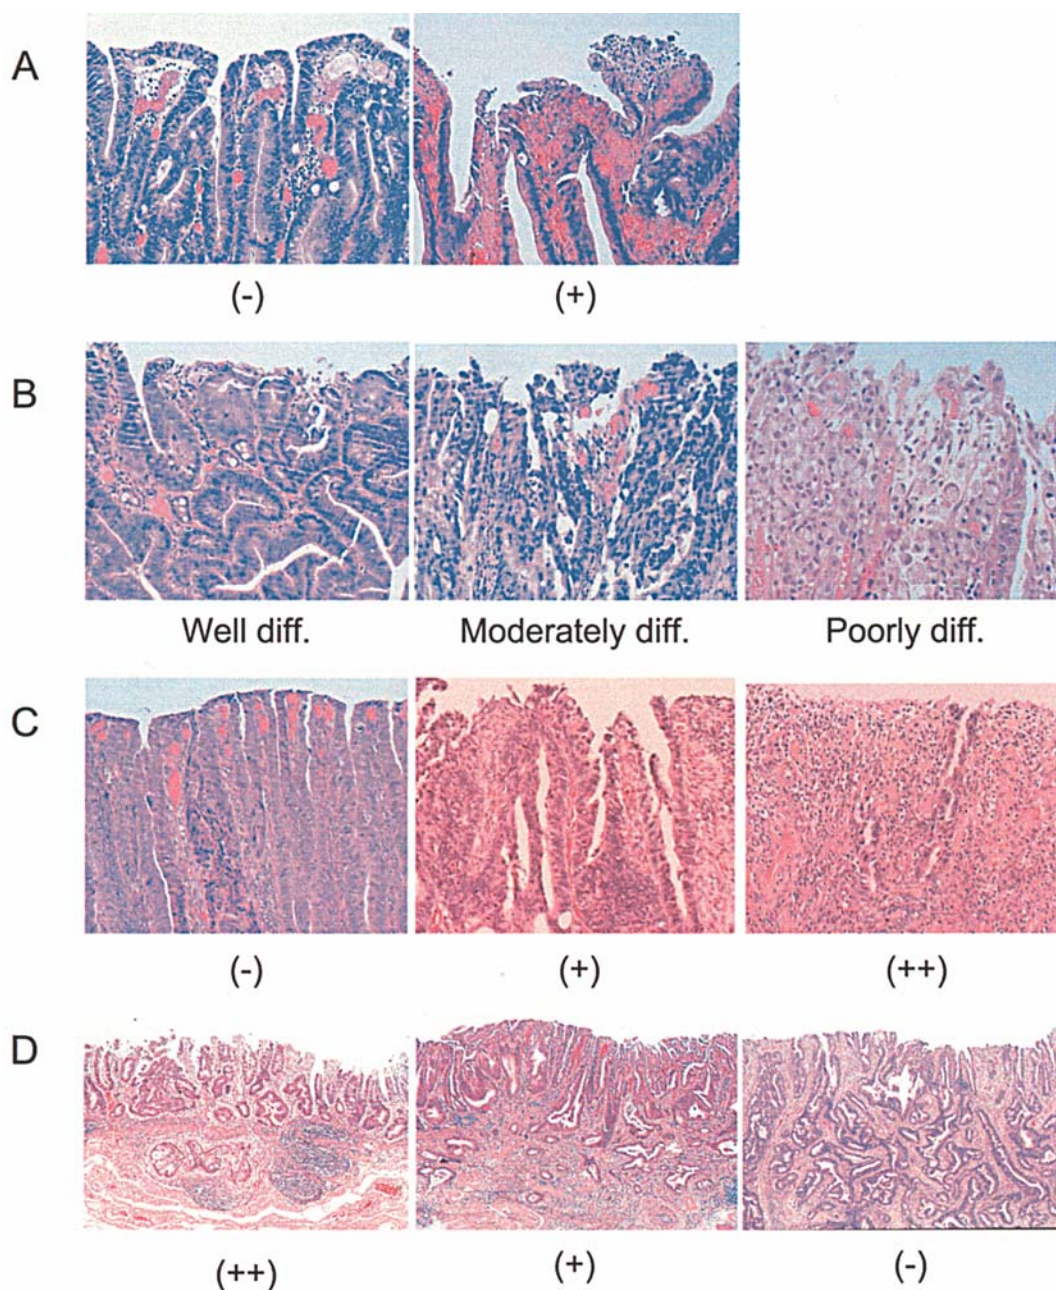 A
(-) (+)
B
Well diff. Moderately diff. Poorly diff.
C
(-) (+) (++)
D
(++) (+) (-)